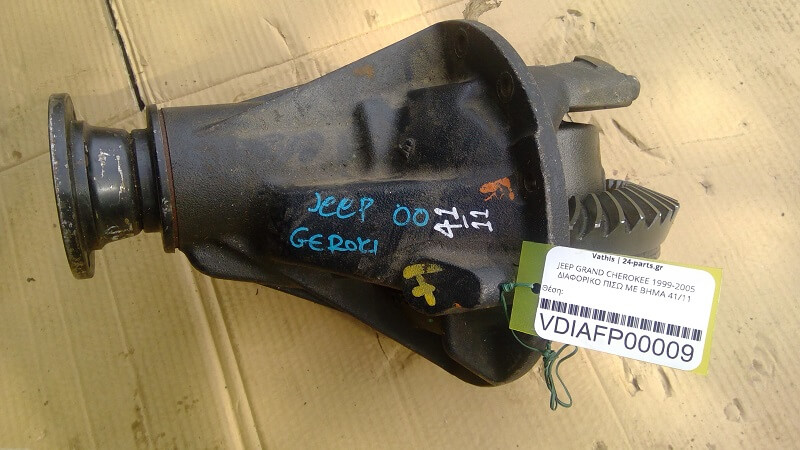 JEEP 00
GEROKI
41
11
Vathis | 24-parts.gr
JEEP GRAND CHEROKEE 1999-2005
ΔΙΑΦΟΡΙΚΟ ΠΙΣΩ ΜΕ ΒΗΜΑ 41/11
Θέση:
VDIAFP00009